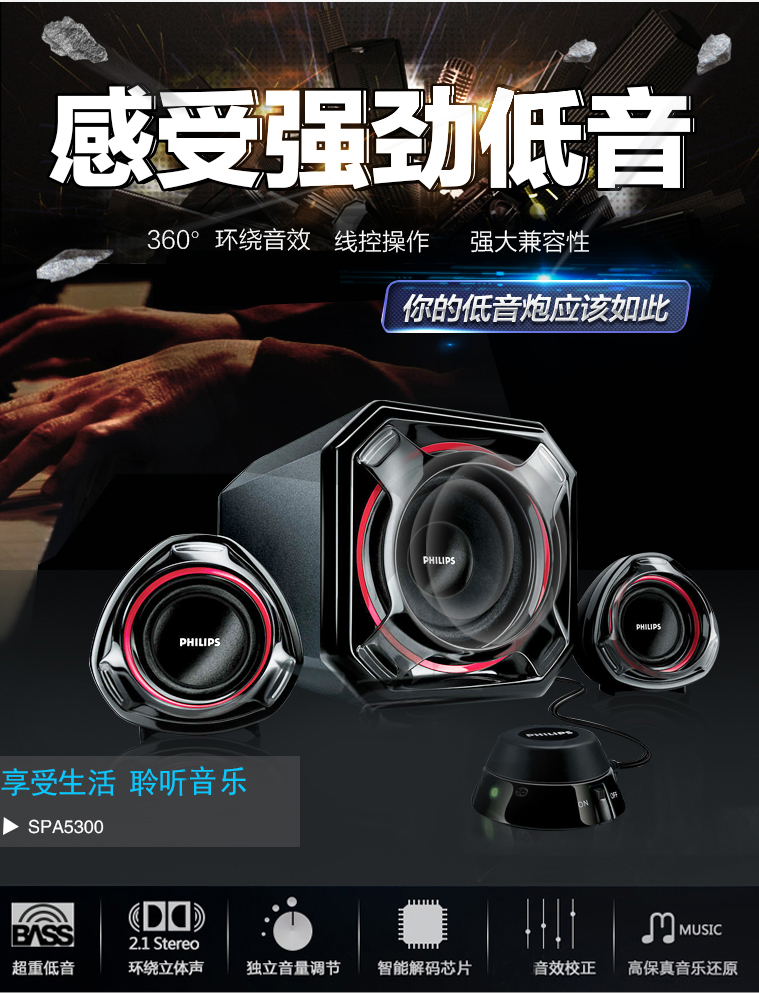 感受强劲低音
360° 环绕音效 线控操作 强大兼容性
你的低音炮应该如此
PHILIPS
PHILIPS
PHILIPS
PHILIPS
ON OFF
享受生活 聆听音乐
▶ SPA5300
BASS
超重低音
2.1 Stereo
环绕立体声
独立音量调节
智能解码芯片
音效校正
MUSIC
高保真音乐还原